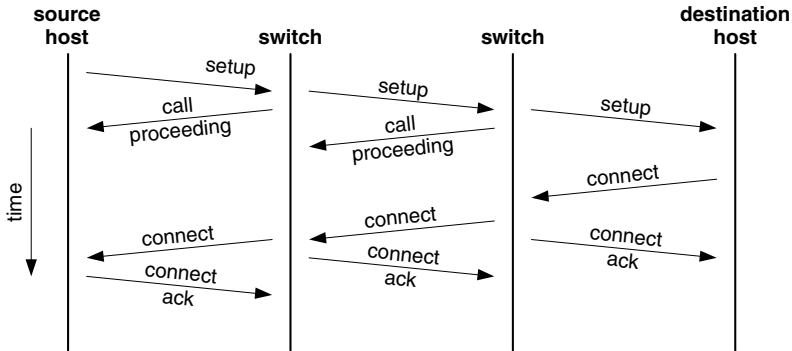 source
host
switch
switch
destination
host
setup
setup
setup
call
proceeding
call
proceeding
time
connect
connect
connect
connect
ack
connect
ack
connect
ack